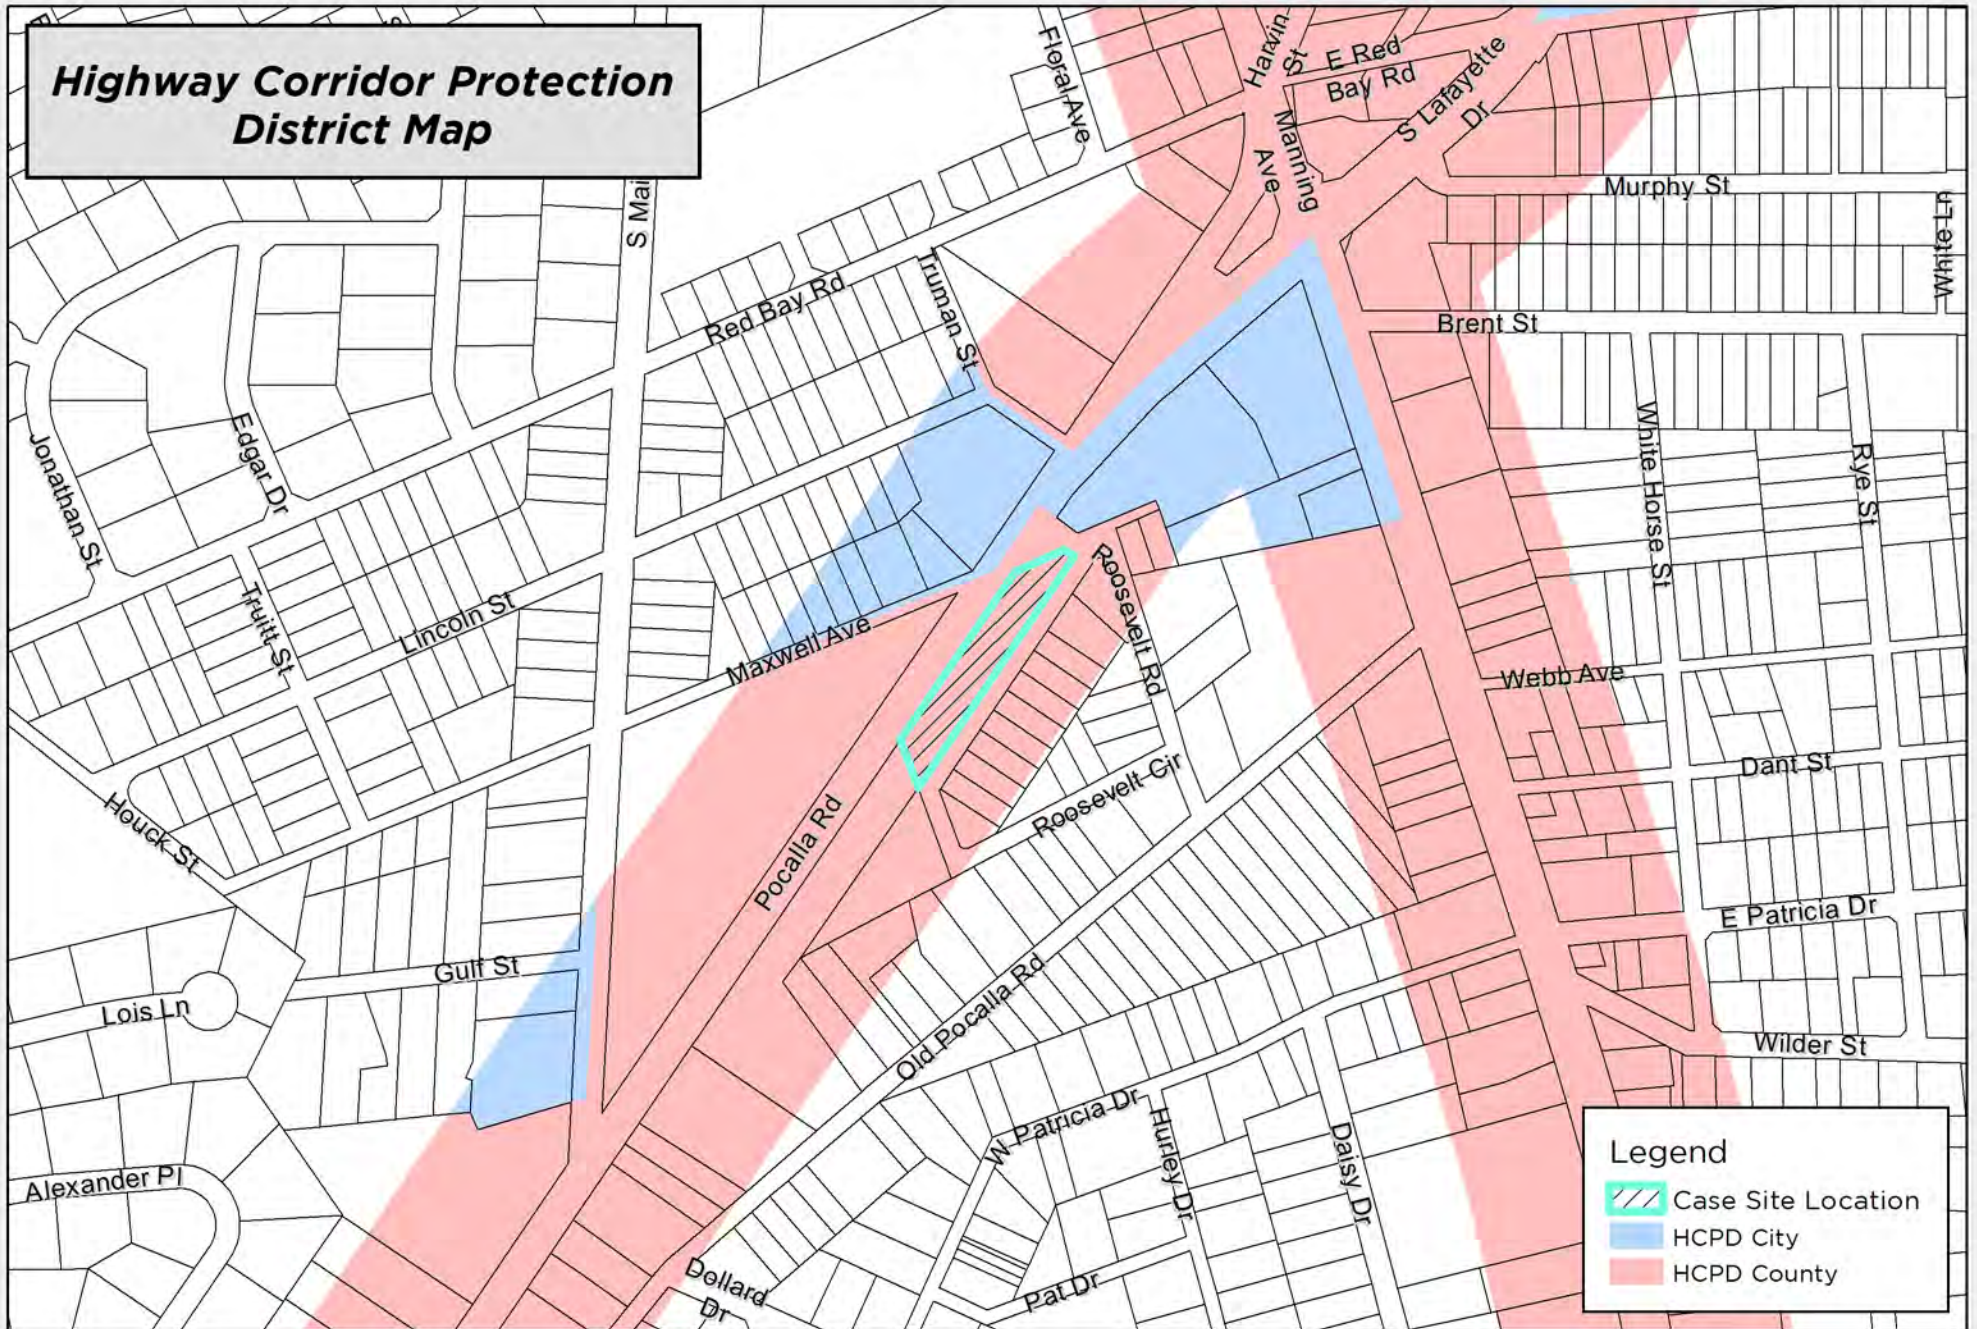 Highway Corridor Protection
District Map
Floral Ave
Harvin
St
E Red
Bay Rd
S Lafayette
Dr
Manning
Ave
Murphy St
White Ln
S Mai
Red Bay Rd
Truman St
Brent St
Jonathan St
Edgar Dr
White Horse St
Rye St
Truitt St
Lincoln St
Maxwell Ave
Roosevelt Rd
Webb Ave
Dant St
Houck St
Pocalla Rd
Roosevelt Cir
E Patricia Dr
Gulf St
Lois Ln
Old Pocalla Rd
Wilder St
W Patricia Dr
Hurley Dr
Daisy Dr
Alexander Pl
Dollard
Dr
Pat Dr
Legend
Case Site Location
HCPD City
HCPD County